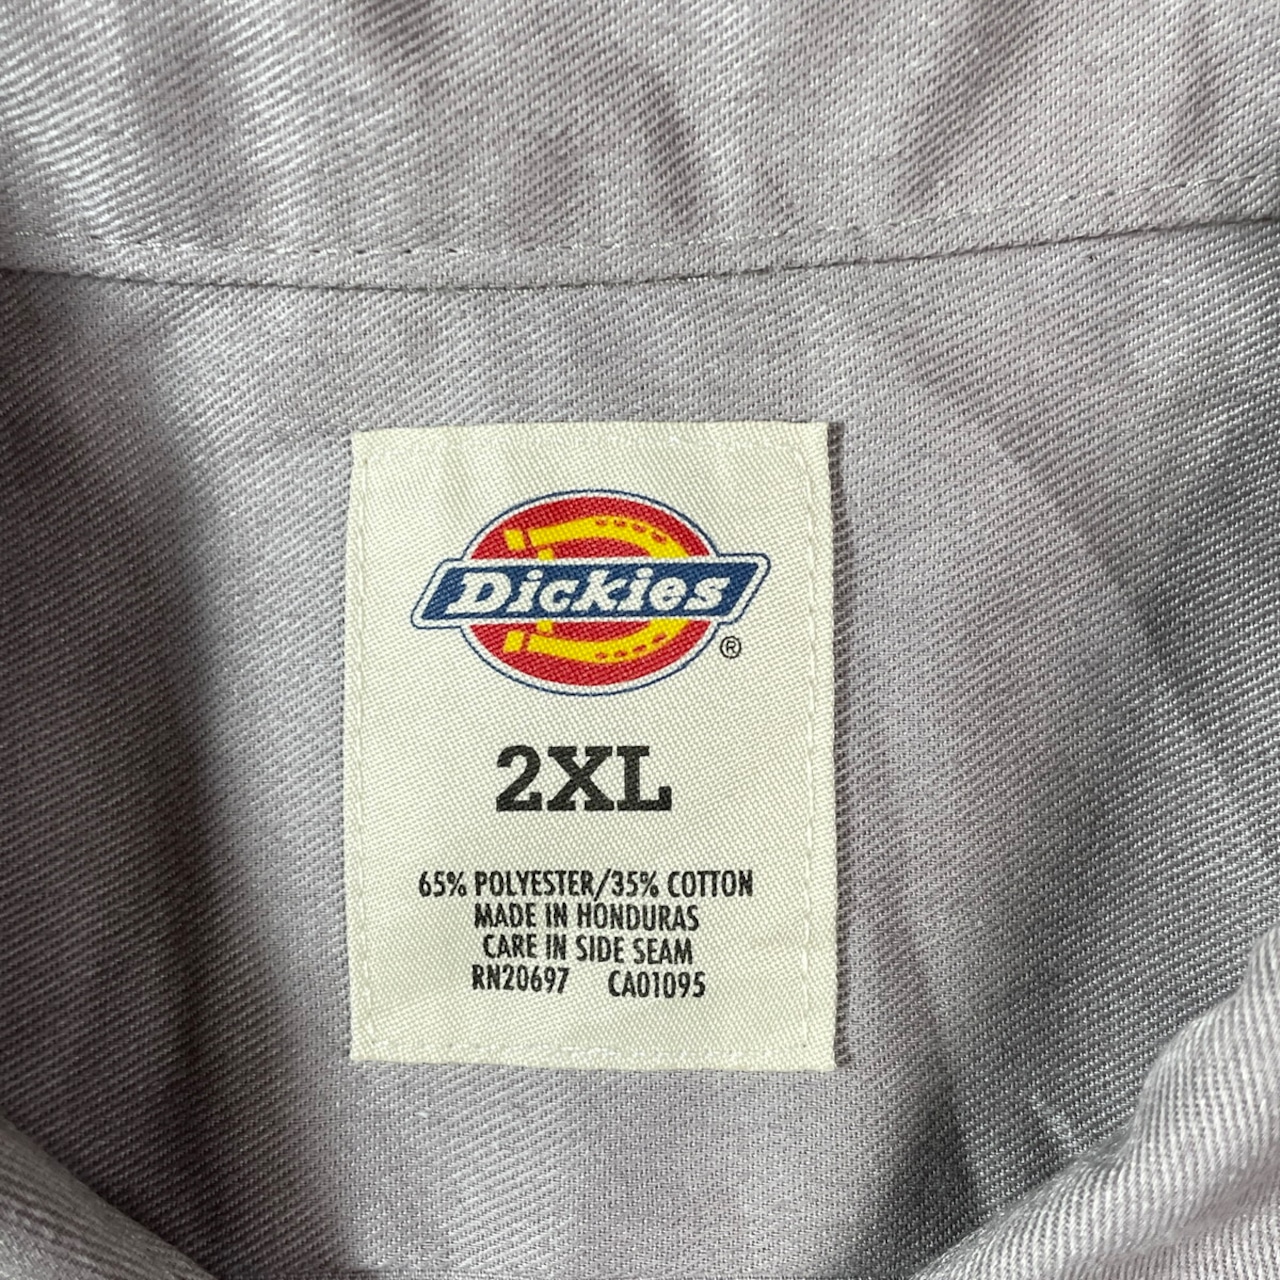 Dickies
®
2XL
65% POLYESTER/35% COTTON
MADE IN HONDURAS
CARE IN SIDE SEAM
RN20697 CA01095